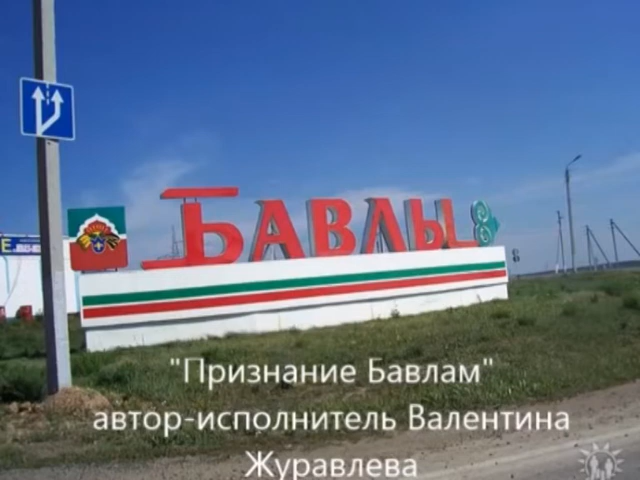 БАВЛЫ
"Признание Бавлам"
автор-исполнитель Валентина
Журавлева